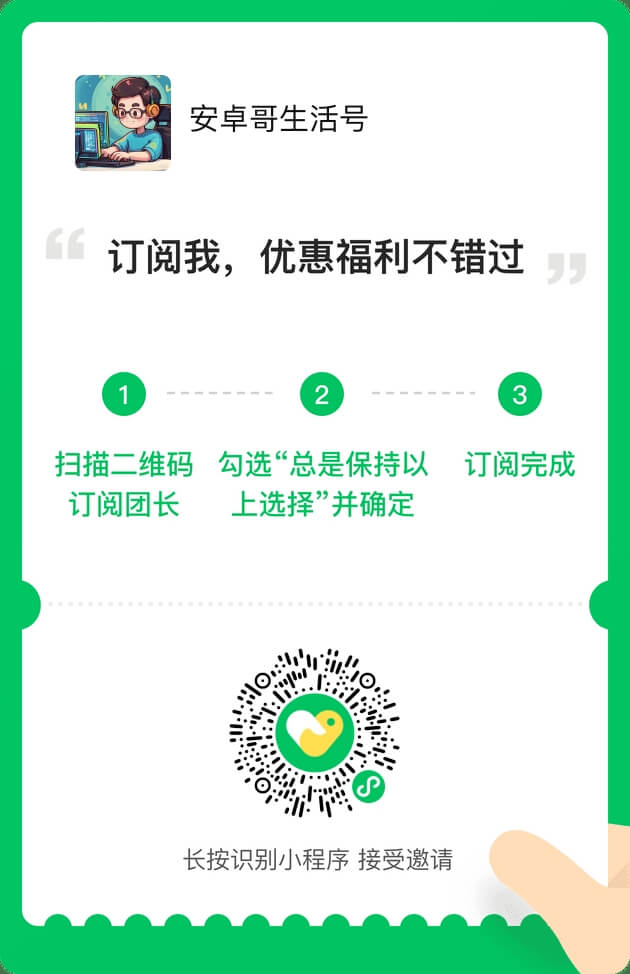 安卓哥生活号
“订阅我，优惠福利不错过”
1 2 3
扫描二维码
订阅团长
勾选“总是保持以
上选择”并确定
订阅完成
长按识别小程序 接受邀请